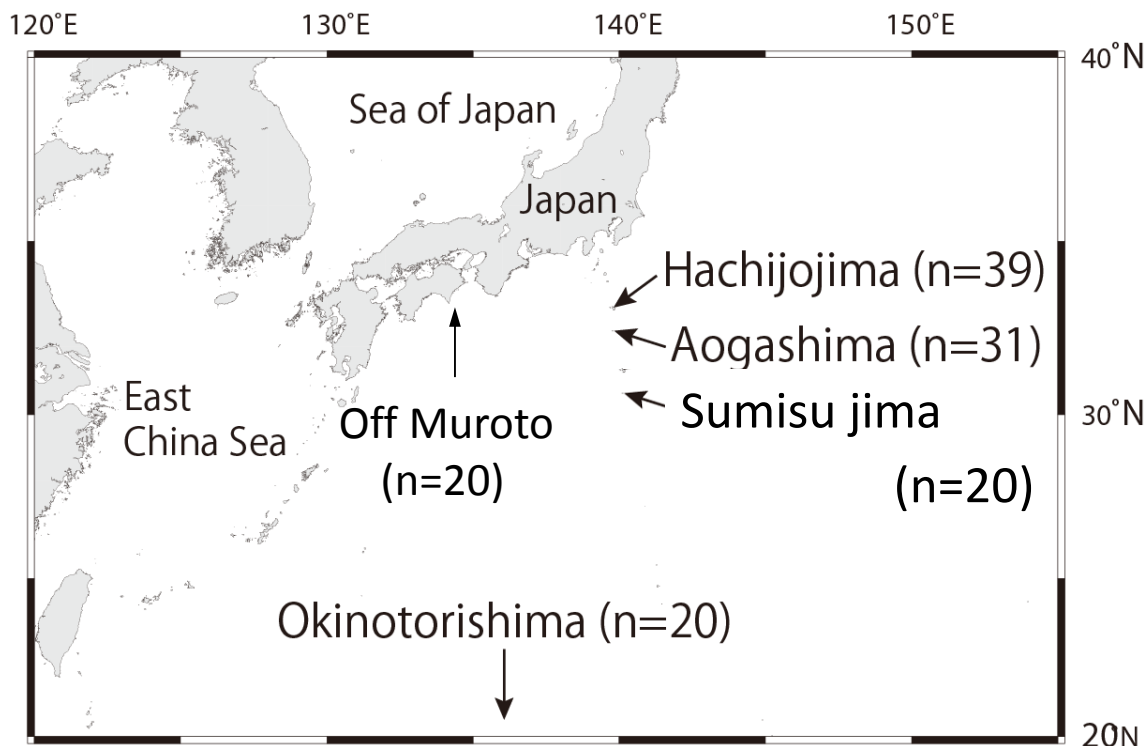 120°E 130°E 140°E 150°E
40°N
Sea of Japan
Japan
Hachijojima (n=39)
Aogashima (n=31)
East
China Sea
Off Muroto
(n=20)
Sumisu jima
(n=20)
30°N
Okinotorishima (n=20)
20°N